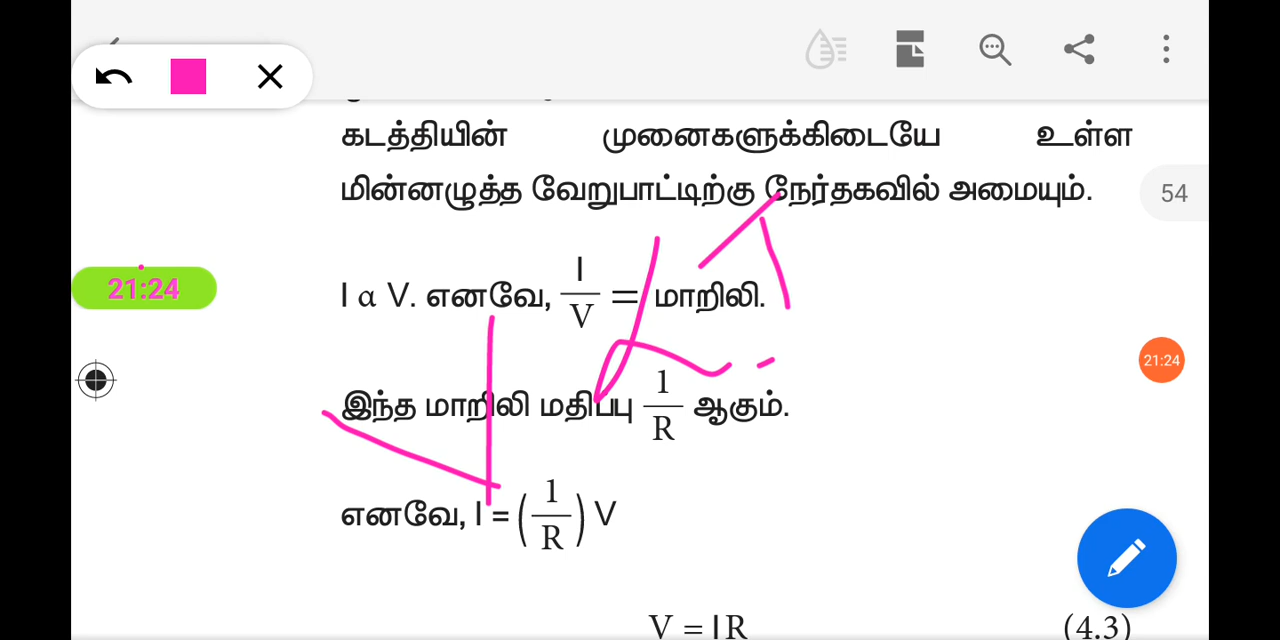 கடத்தியின் முனைகளுக்கிடையே உள்ள
மின்னழுத்த வேறுபாட்டிற்கு நேர்தகவில் அமையும்.
54
21:24
I α V. எனவே, I/V = மாறிலி.
21:24
இந்த மாறிலி மதிப்பு 1/R ஆகும்.
எனவே, I = (1/R) V
V = I R (4.3)